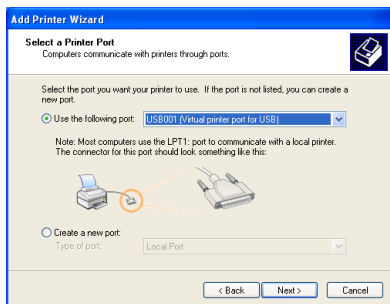 Add Printer Wizard
Select a Printer Port
Computers communicate with printers through ports.
Select the port you want your printer to use. If the port is not listed, you can create a
new port.
Use the following port: USB001 (Virtual printer port for USB)
Note: Most computers use the LPT1: port to communicate with a local printer.
The connector for this port should look something like this:
Create a new port:
Type of port: Local Port
< Back Next > Cancel